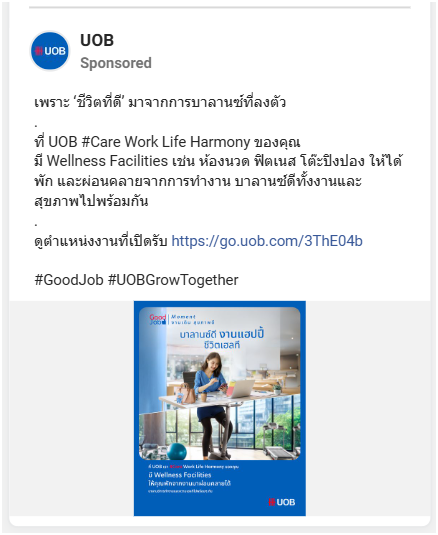 UOB
UOB
Sponsored
เพราะ ‘ชีวิตที่ดี’ มาจากการบาลานซ์ที่ลงตัว
.
ที่ UOB #Care Work Life Harmony ของคุณ
มี Wellness Facilities เช่น ห้องนวด ฟิตเนส โต๊ะปิงปอง ให้ได้
พัก และผ่อนคลายจากการทำงาน บาลานซ์ดีทั้งงานและ
สุขภาพไปพร้อมกัน
.
ดูตำแหน่งงานที่เปิดรับ https://go.uob.com/3ThE04b
#GoodJob #UOBGrowTogether
Good Job Moment
บาลานซ์ดี งานแฮปปี้
ชีวิตเฮลที
ที่ UOB Work Life Harmony ของคุณ
มี Wellness Facilities
ให้คุณพักจากงานมาผ่อนคลายได้
UOB